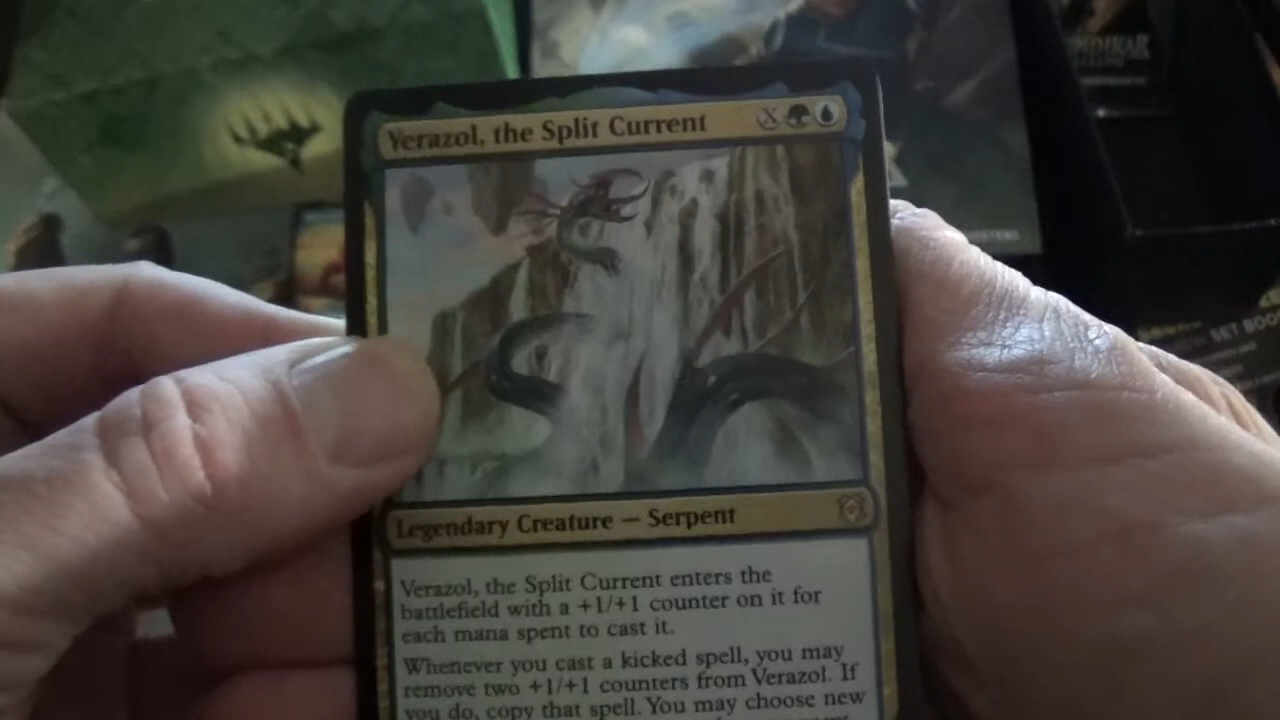 NDIKAR
Verazol, the Split Current X
SET BOO
Legendary Creature — Serpent
Verazol, the Split Current enters the
battlefield with a +1/+1 counter on it for
each mana spent to cast it.
Whenever you cast a kicked spell, you may
remove two +1/+1 counters from Verazol. If
you do, copy that spell. You may choose new